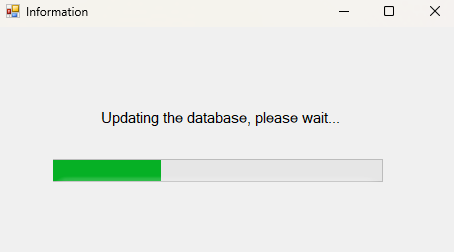 Information
Updating the database, please wait...